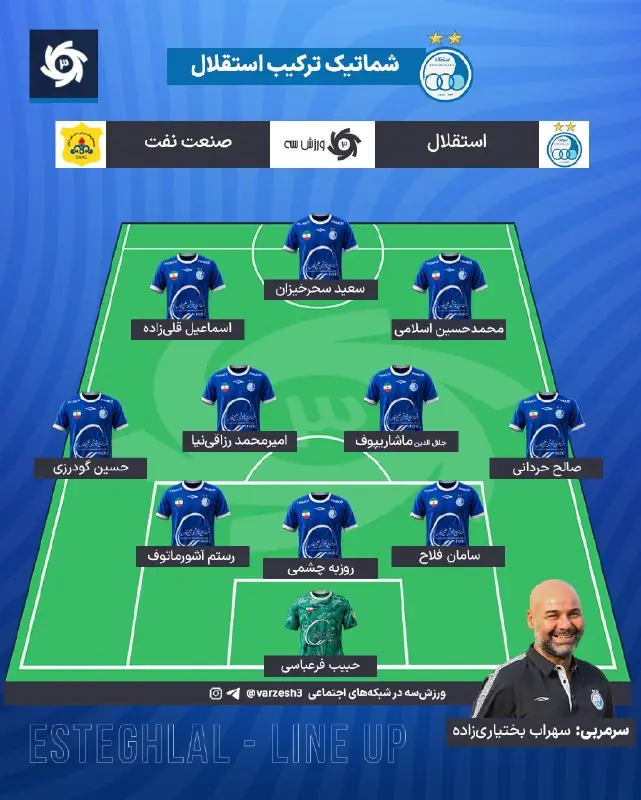 شماتیک ترکیب استقلال
استقلال
ورزش سه
صنعت نفت
سعید سحرخیزان
محمدحسین اسلامی
اسماعیل قلی‌زاده
صالح حردانی
جلال الدین ماشاریپوف
امیرمحمد رزاقی‌نیا
حسین گودرزی
سامان فلاح
روزبه چشمی
رستم آشورماتوف
حبیب فرعباسی
ورزش‌سه در شبکه‌های اجتماعی @varzesh3
سرمربی: سهراب بختیاری‌زاده
ESTEGHLAL - LINE UP